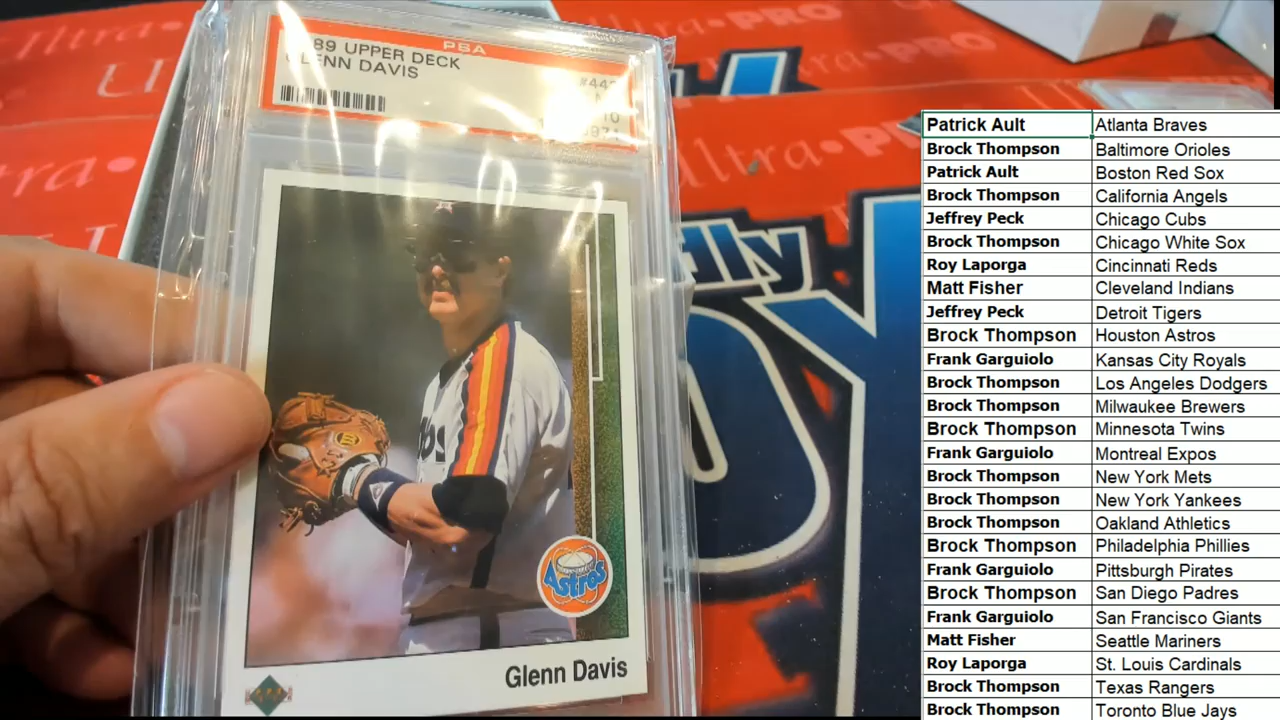 PSA
89 UPPER DECK
GLENN DAVIS
#44
10
Astros
Glenn Davis
Ultra•PRO
Patrick Ault Atlanta Braves
Brock Thompson Baltimore Orioles
Patrick Ault Boston Red Sox
Brock Thompson California Angels
Jeffrey Peck Chicago Cubs
Brock Thompson Chicago White Sox
Roy Laporga Cincinnati Reds
Matt Fisher Cleveland Indians
Jeffrey Peck Detroit Tigers
Brock Thompson Houston Astros
Frank Garguiolo Kansas City Royals
Brock Thompson Los Angeles Dodgers
Brock Thompson Milwaukee Brewers
Brock Thompson Minnesota Twins
Frank Garguiolo Montreal Expos
Brock Thompson New York Mets
Brock Thompson New York Yankees
Brock Thompson Oakland Athletics
Brock Thompson Philadelphia Phillies
Frank Garguiolo Pittsburgh Pirates
Brock Thompson San Diego Padres
Frank Garguiolo San Francisco Giants
Matt Fisher Seattle Mariners
Roy Laporga St. Louis Cardinals
Brock Thompson Texas Rangers
Brock Thompson Toronto Blue Jays